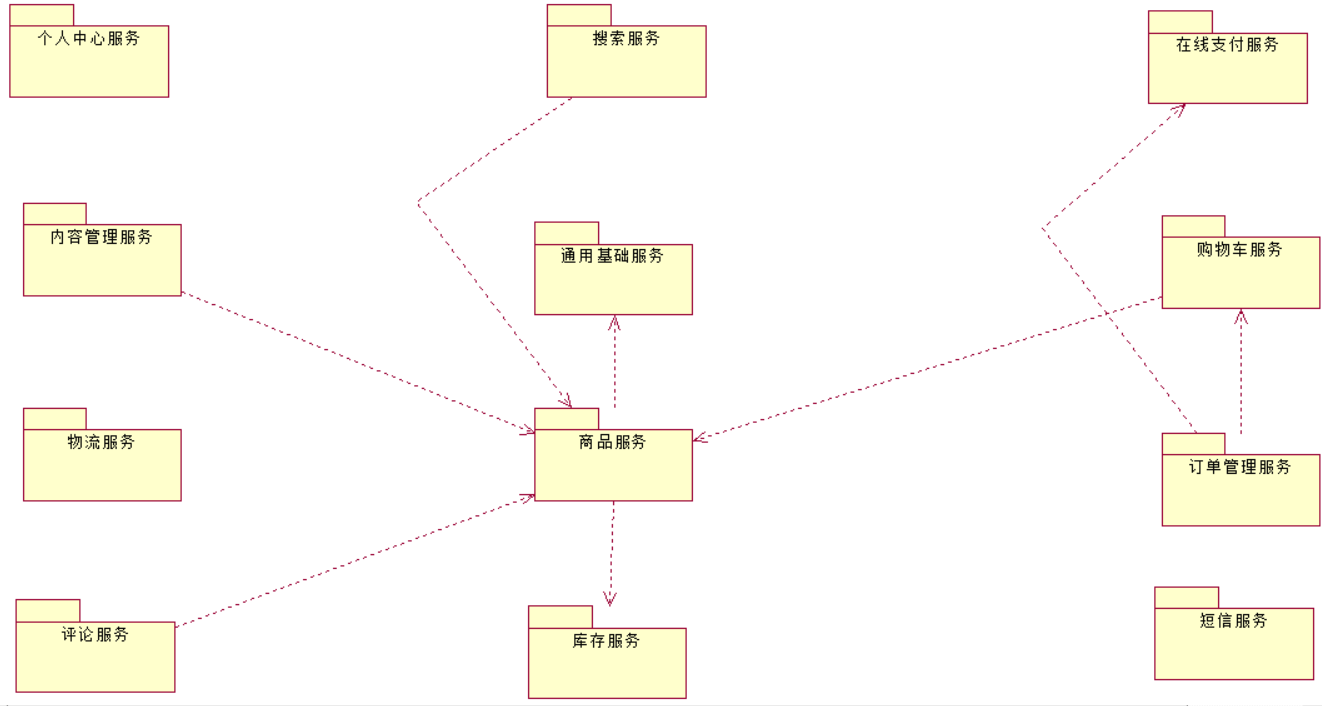 个人中心服务
搜索服务
在线支付服务
内容管理服务
通用基础服务
购物车服务
物流服务
商品服务
订单管理服务
评论服务
库存服务
短信服务